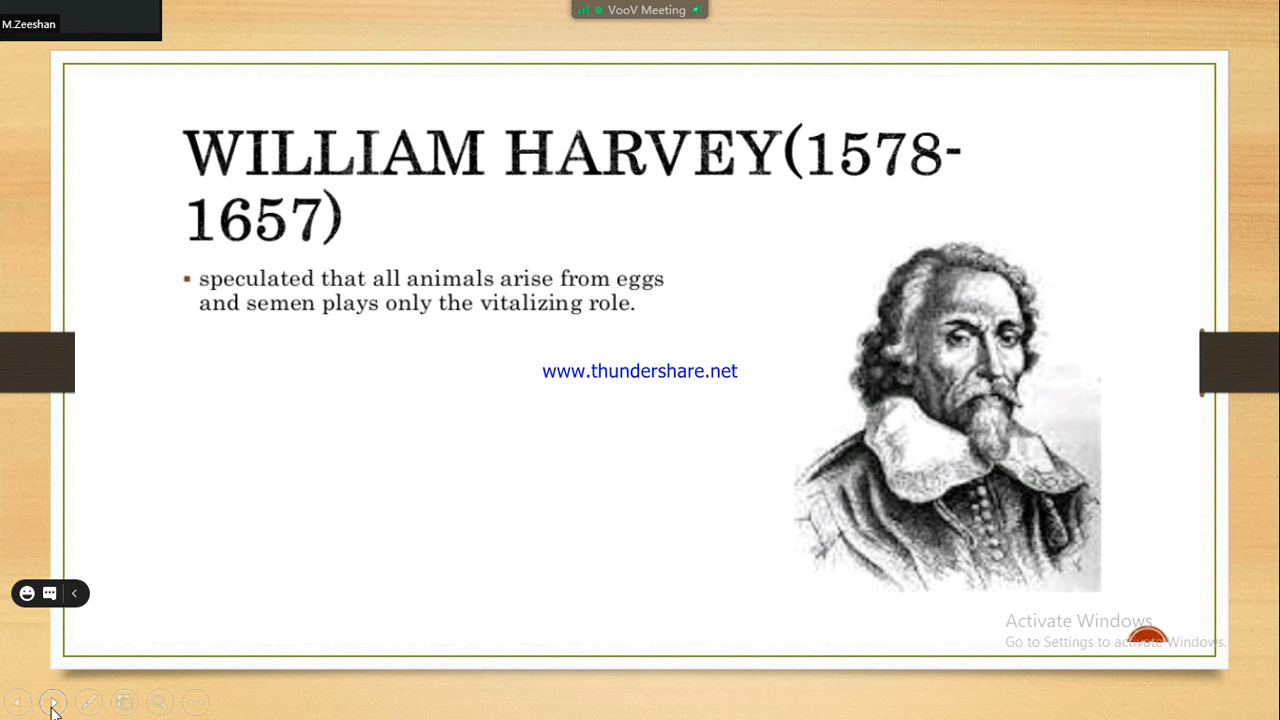 M.Zeeshan
VooV Meeting
WILLIAM HARVEY(1578-
1657)
speculated that all animals arise from eggs
and semen plays only the vitalizing role.
www.thundershare.net
Activate Windows
Go to Settings to activate Windows.